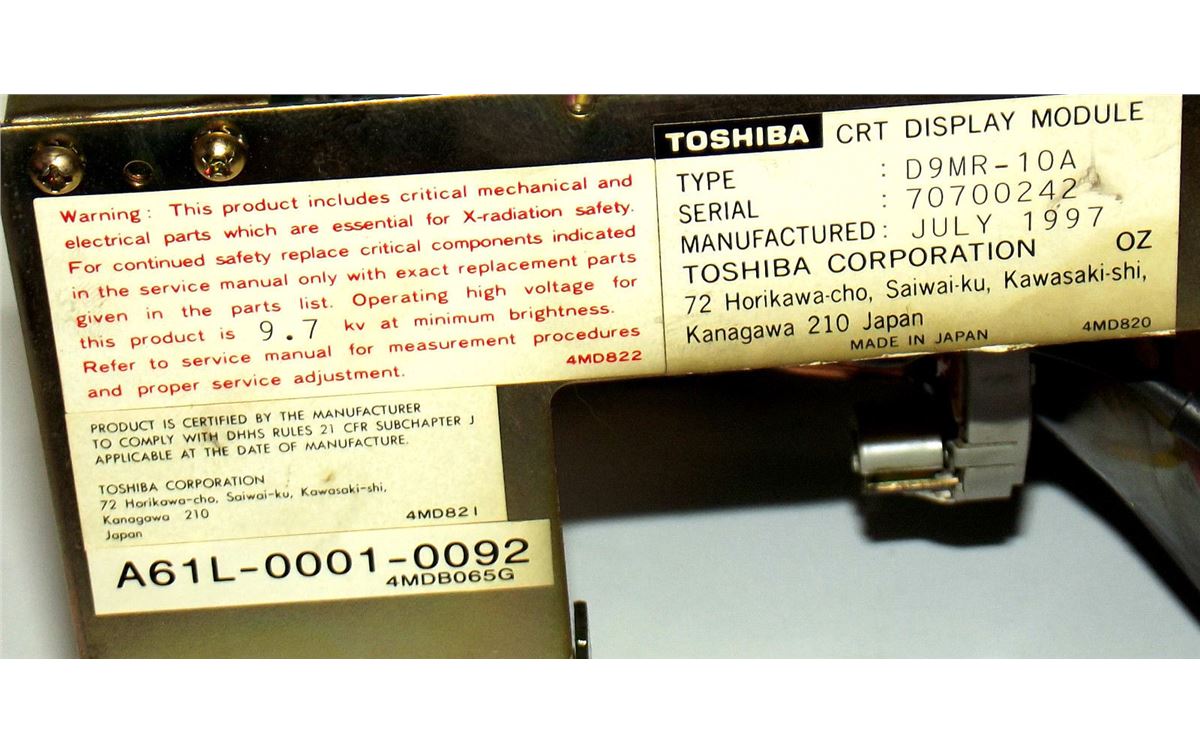 Warning: This product includes critical mechanical and
electrical parts which are essential for X-radiation safety.
For continued safety replace critical components indicated
in the service manual only with exact replacement parts
given in the parts list. Operating high voltage for
this product is 9.7 kv at minimum brightness.
Refer to service manual for measurement procedures
and proper service adjustment.
4MD822
TOSHIBA CRT DISPLAY MODULE
TYPE : D9MR-10A
SERIAL : 70700242
MANUFACTURED: JULY 1997
TOSHIBA CORPORATION OZ
72 Horikawa-cho, Saiwai-ku, Kawasaki-shi,
Kanagawa 210 Japan
MADE IN JAPAN 4MD820
PRODUCT IS CERTIFIED BY THE MANUFACTURER
TO COMPLY WITH DHHS RULES 21 CFR SUBCHAPTER J
APPLICABLE AT THE DATE OF MANUFACTURE.
TOSHIBA CORPORATION
72 Horikawa-cho, Saiwai-ku, Kawasaki-shi,
Kanagawa 210
Japan
4MD821
A61L-0001-0092
4MDB065G